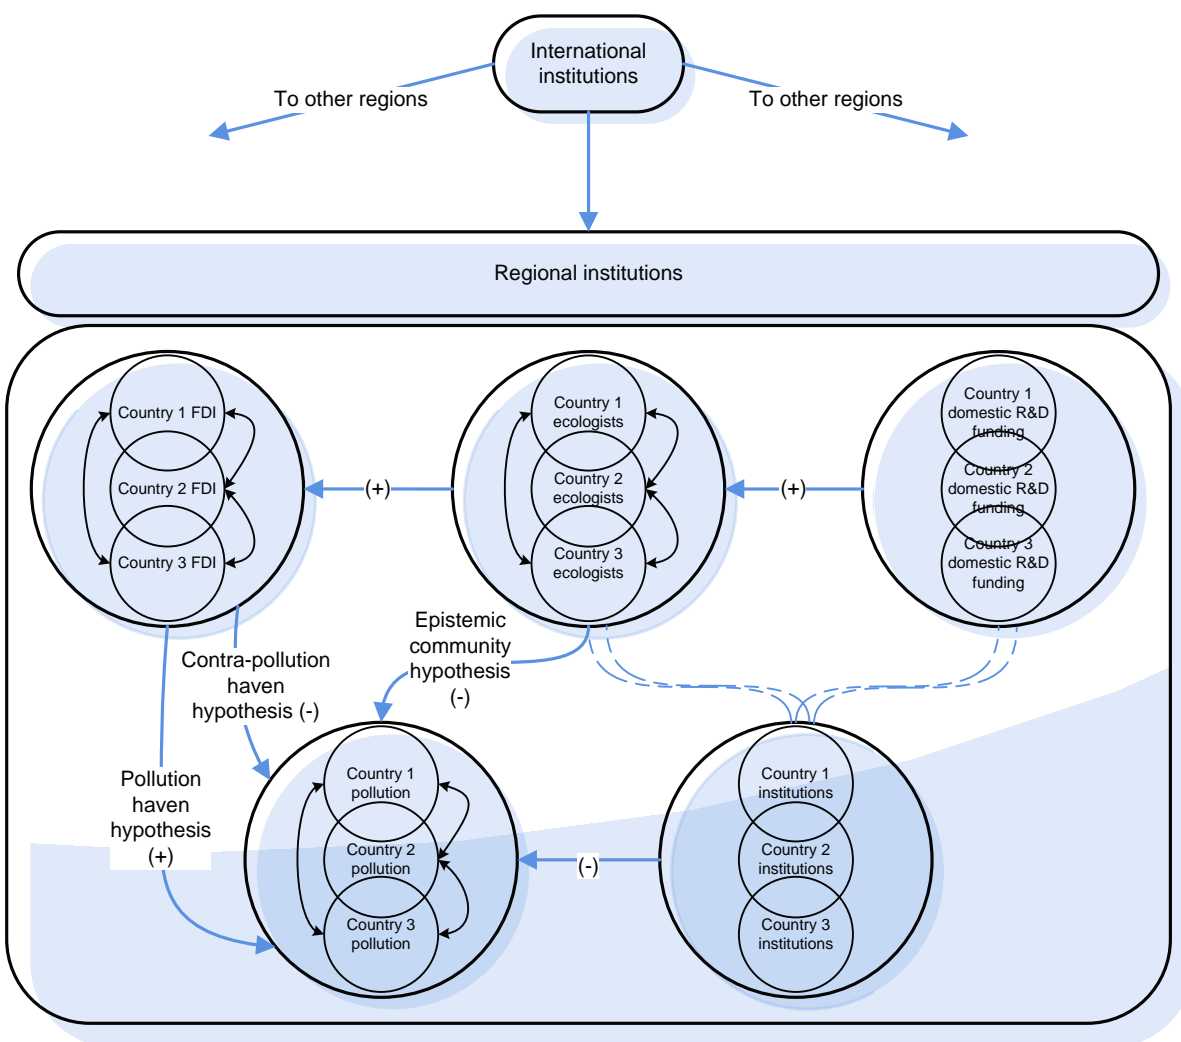 International
institutions
To other regions
To other regions
Regional institutions
Country 1 FDI
Country 2 FDI
Country 3 FDI
(+)
Country 1
ecologists
Country 2
ecologists
Country 3
ecologists
(+)
Country 1
domestic R&D
funding
Country 2
domestic R&D
funding
Country 3
domestic R&D
funding
Contra-pollution
haven
hypothesis (-)
Epistemic
community
hypothesis
(-)
Pollution
haven
hypothesis
(+)
Country 1
pollution
Country 2
pollution
Country 3
pollution
(-)
Country 1
institutions
Country 2
institutions
Country 3
institutions